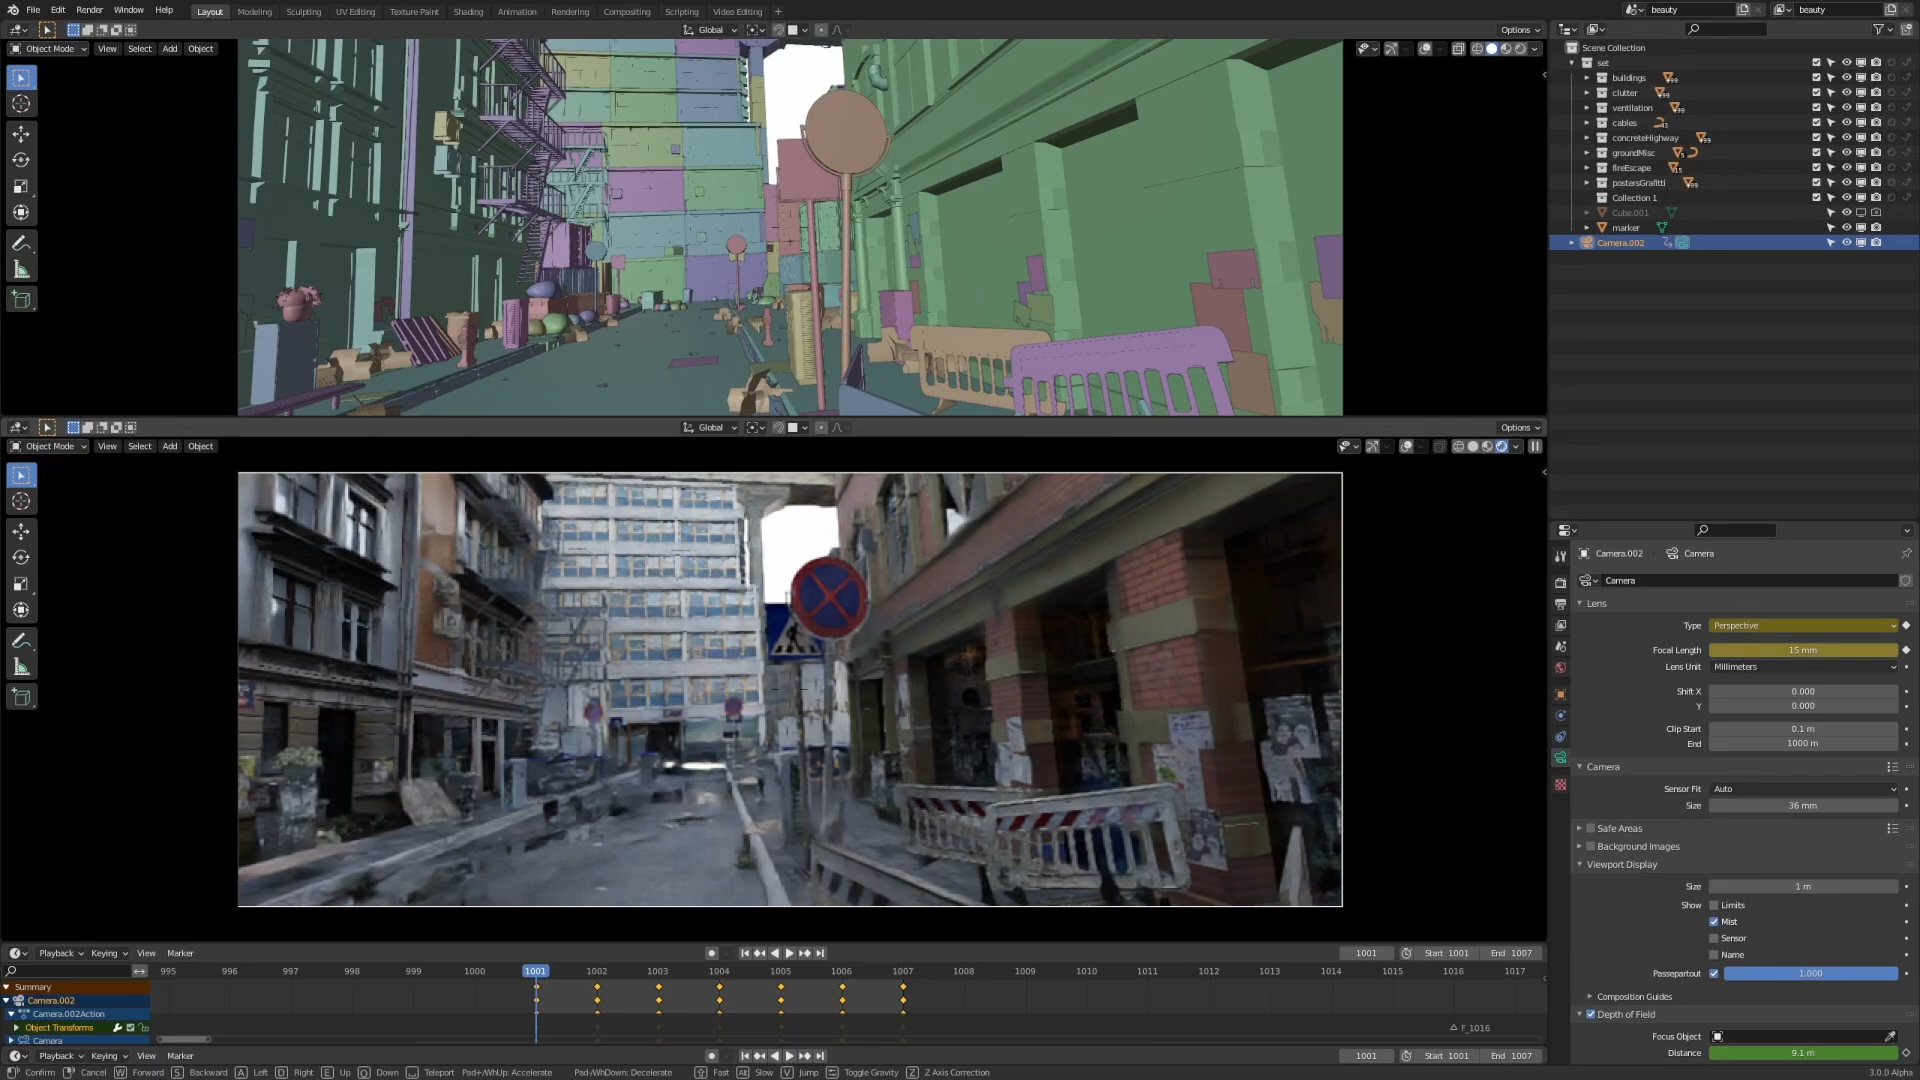 File Edit Render Window Help Layout Modeling Sculpting UV Editing Texture Paint Shading Animation Rendering Compositing Scripting Video Editing + beauty beauty
Global Options
Object Mode View Select Add Object
Scene Collection
set
buildings
clutter
ventilation
cables
concreteHighway
groundMisc
fireEscape
postersGrafitti
Collection 1
Cube.001
marker
Camera.002
Global Options
Object Mode View Select Add Object
Camera.002 Camera
Camera
Lens
Type Perspective
Focal Length 15 mm
Lens Unit Millimeters
Shift X 0.000
Y 0.000
Clip Start 0.1 m
End 1000 m
Camera
Sensor Fit Auto
Size 36 mm
Safe Areas
Background Images
Viewport Display
Size 1 m
Show Limits
Mist
Sensor
Name
Passepartout 1.000
Composition Guides
Depth of Field
Focus Object
Distance 9.1 m
Playback Keying View Marker 1001 Start 1001 End 1007
995 996 997 998 999 1000 1001 1002 1003 1004 1005 1006 1007 1008 1009 1010 1011 1012 1013 1014 1015 1016 1017
Summary
Camera.002
Camera.002Action
Object Transforms
F_1016
Camera
Playback Keying View Marker 1001 Start 1001 End 1007
Confirm Cancel W Forward S Backward A Left D Right E Up Q Down Teleport Pad+/WhUp: Accelerate Pad-/WhDown: Decelerate Fast Alt Slow V Jump Toggle Gravity Z Z Axis Correction 3.0.0 Alpha